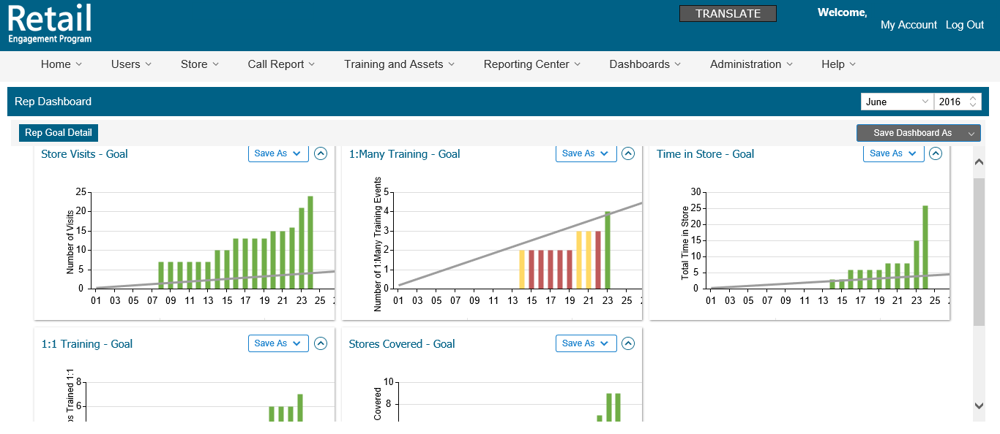 Retail
Engagement Program
TRANSLATE
Welcome,
My Account Log Out
Home Users Store Call Report Training and Assets Reporting Center Dashboards Administration Help
Rep Dashboard
June 2016
Rep Goal Detail
Save Dashboard As
Store Visits - Goal
Save As
Number of Visits
25
20
15
10
5
0
01 03 05 07 09 11 13 15 17 19 21 23 25
1:Many Training - Goal
Save As
Number of 1:Many Training Events
5
4
3
2
1
0
01 03 05 07 09 11 13 15 17 19 21 23 25
Time in Store - Goal
Save As
Total Time in Store
30
25
20
15
10
5
0
01 03 05 07 09 11 13 15 17 19 21 23 25
1:1 Training - Goal
Save As
Trained 1:1
8
6
Stores Covered - Goal
Save As
Covered
10
8